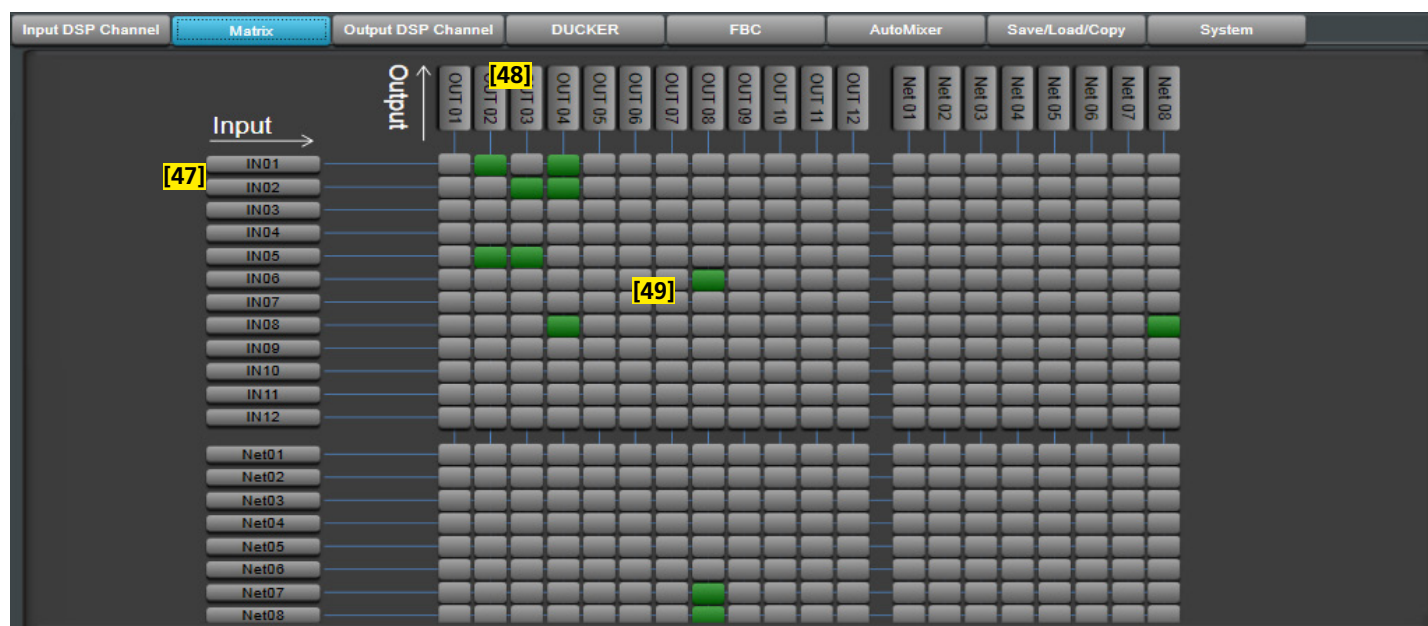 Input DSP Channel Matrix Output DSP Channel DUCKER FBC AutoMixer Save/Load/Copy System
Output
OUT 01 OUT 02 OUT 03 OUT 04 OUT 05 OUT 06 OUT 07 OUT 08 OUT 09 OUT 10 OUT 11 OUT 12 Net 01 Net 02 Net 03 Net 04 Net 05 Net 06 Net 07 Net 08
[48]
Input
IN01
[47]
IN02
IN03
IN04
IN05
IN06
[49]
IN07
IN08
IN09
IN10
IN11
IN12
Net01
Net02
Net03
Net04
Net05
Net06
Net07
Net08